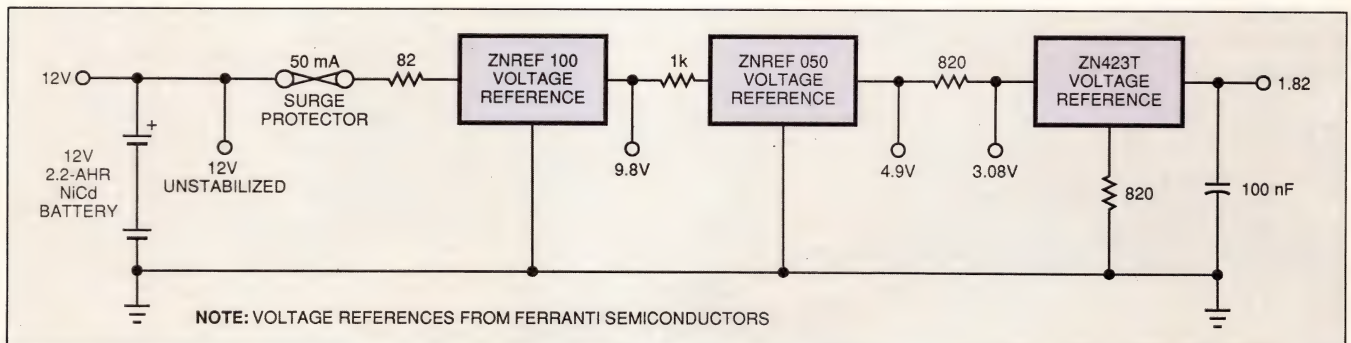 12V
12V
2.2-AHR
NiCd
BATTERY
+
12V
UNSTABILIZED
50 mA
SURGE
PROTECTOR
82
ZNREF 100
VOLTAGE
REFERENCE
9.8V
1k
ZNREF 050
VOLTAGE
REFERENCE
4.9V
820
3.08V
ZN423T
VOLTAGE
REFERENCE
820
1.82
100 nF
NOTE: VOLTAGE REFERENCES FROM FERRANTI SEMICONDUCTORS